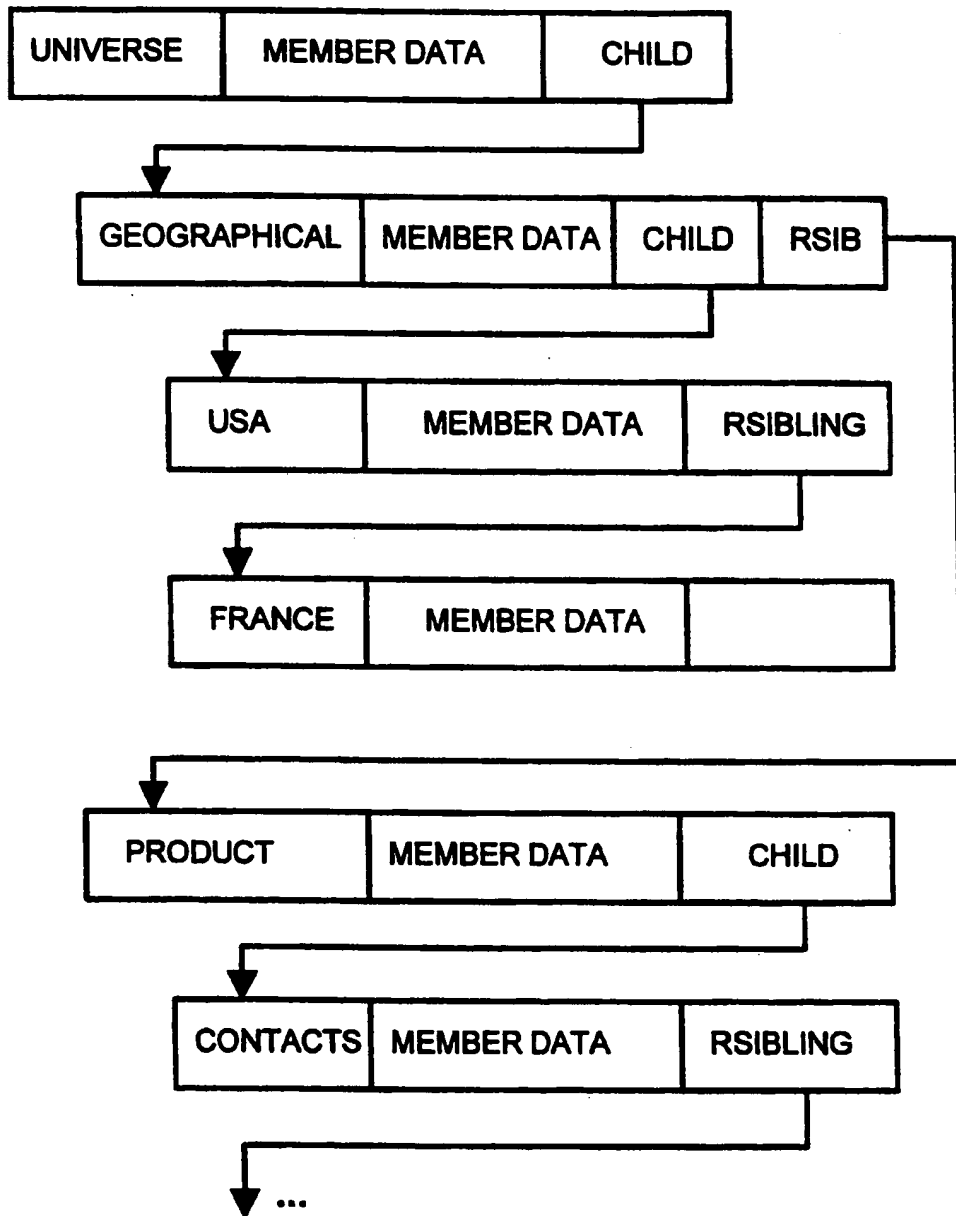 UNIVERSE MEMBER DATA CHILD
GEOGRAPHICAL MEMBER DATA CHILD RSIB
USA MEMBER DATA RSIBLING
FRANCE MEMBER DATA
PRODUCT MEMBER DATA CHILD
CONTACTS MEMBER DATA RSIBLING
...